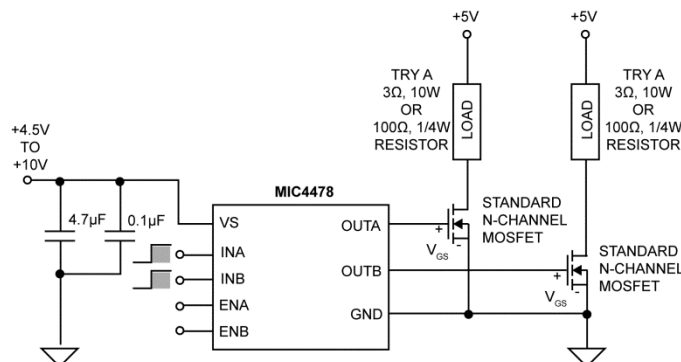 +5V
+5V
TRY A
3Ω, 10W
OR
100Ω, 1/4W
RESISTOR
LOAD
TRY A
3Ω, 10W
OR
100Ω, 1/4W
RESISTOR
LOAD
+4.5V
TO
+10V
4.7µF
0.1µF
MIC4478
VS
INA
INB
ENA
ENB
OUTA
OUTB
GND
+
-
VGS
STANDARD
N-CHANNEL
MOSFET
+
-
VGS
STANDARD
N-CHANNEL
MOSFET